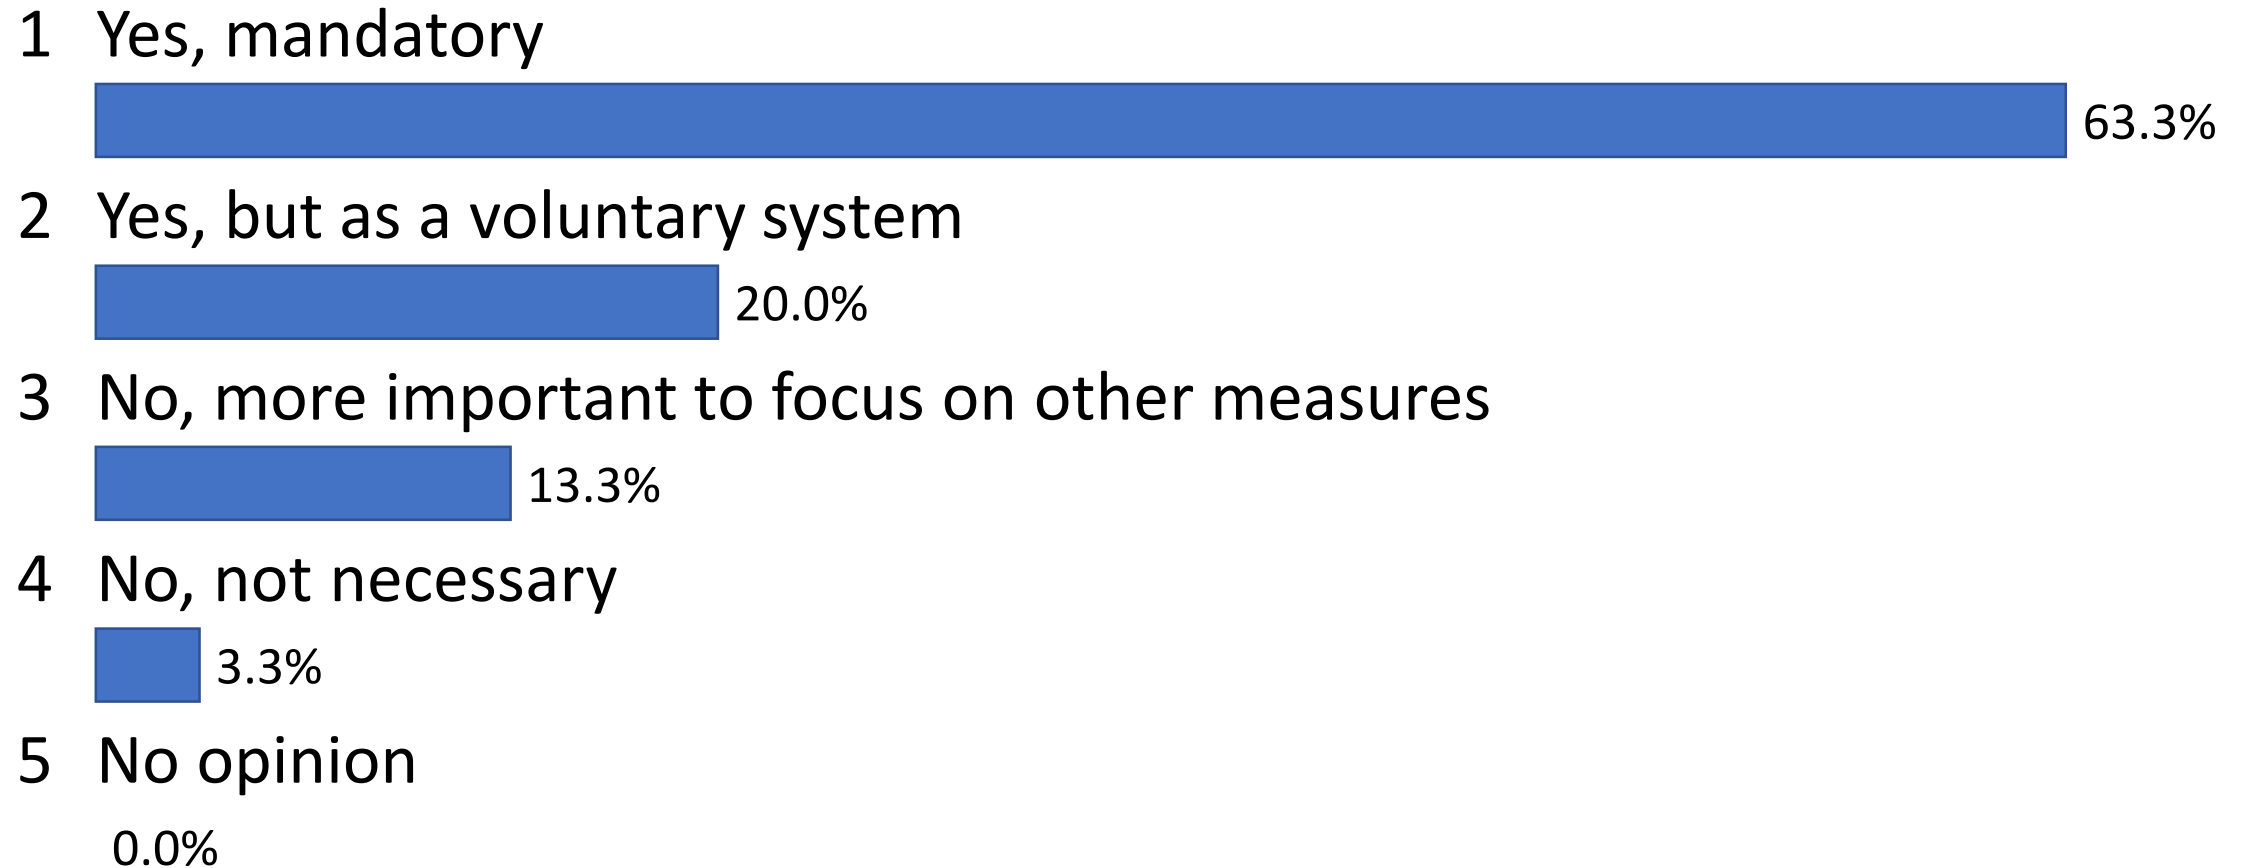 1 Yes, mandatory
63.3%
2 Yes, but as a voluntary system
20.0%
3 No, more important to focus on other measures
13.3%
4 No, not necessary
3.3%
5 No opinion
0.0%